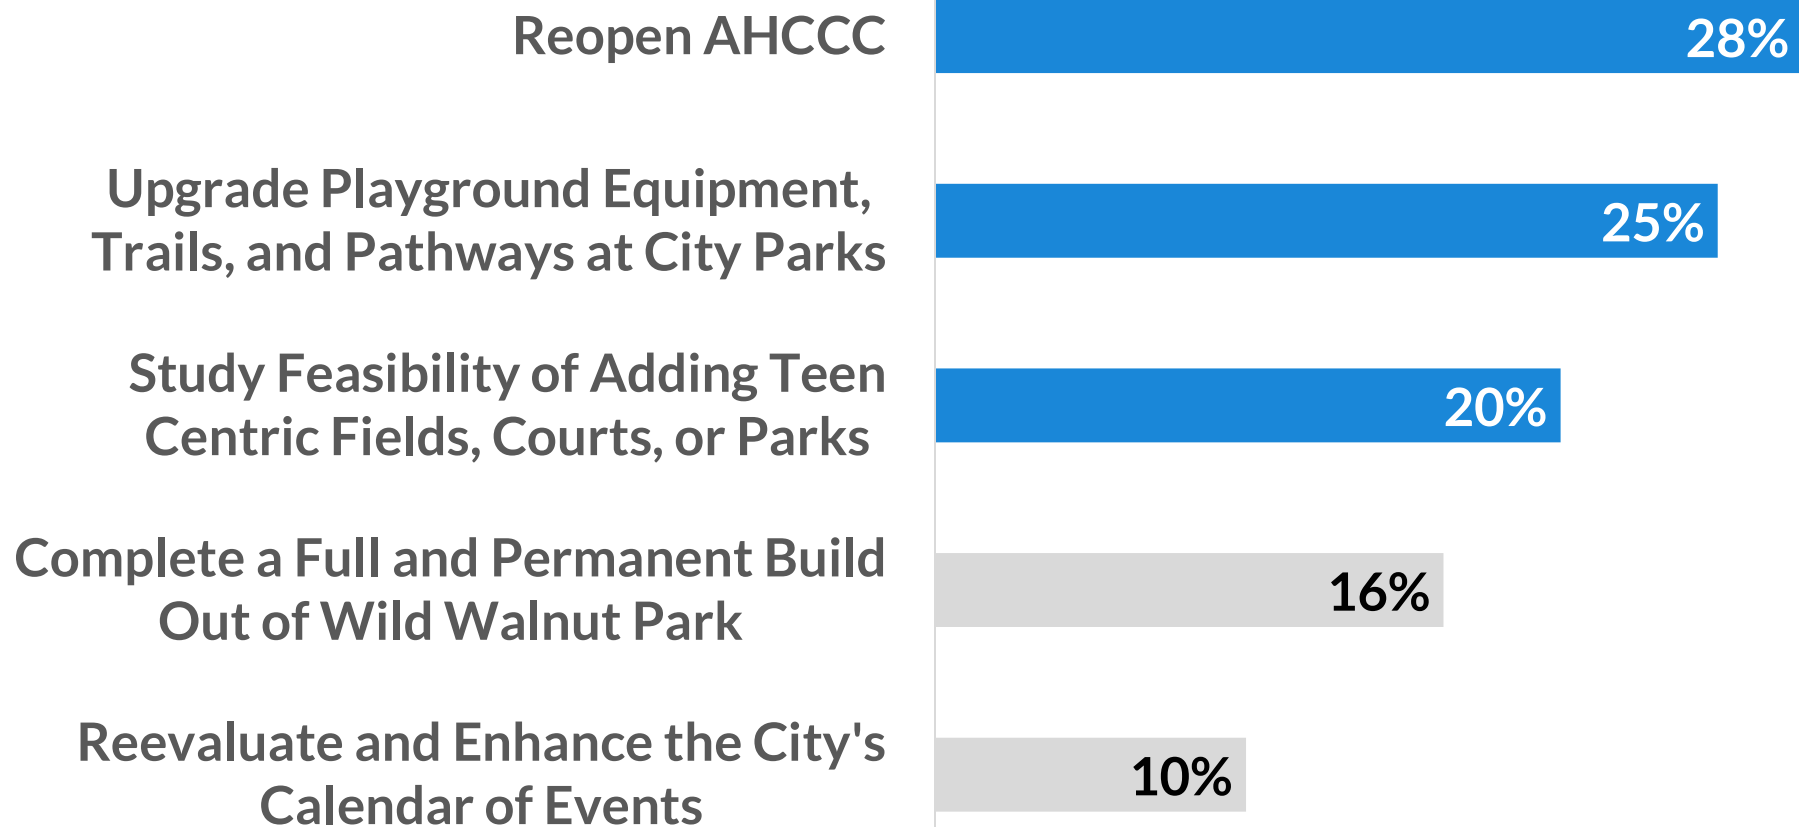 Reopen AHCCC
28%
Upgrade Playground Equipment,
Trails, and Pathways at City Parks
25%
Study Feasibility of Adding Teen
Centric Fields, Courts, or Parks
20%
Complete a Full and Permanent Build
Out of Wild Walnut Park
16%
Reevaluate and Enhance the City's
Calendar of Events
10%